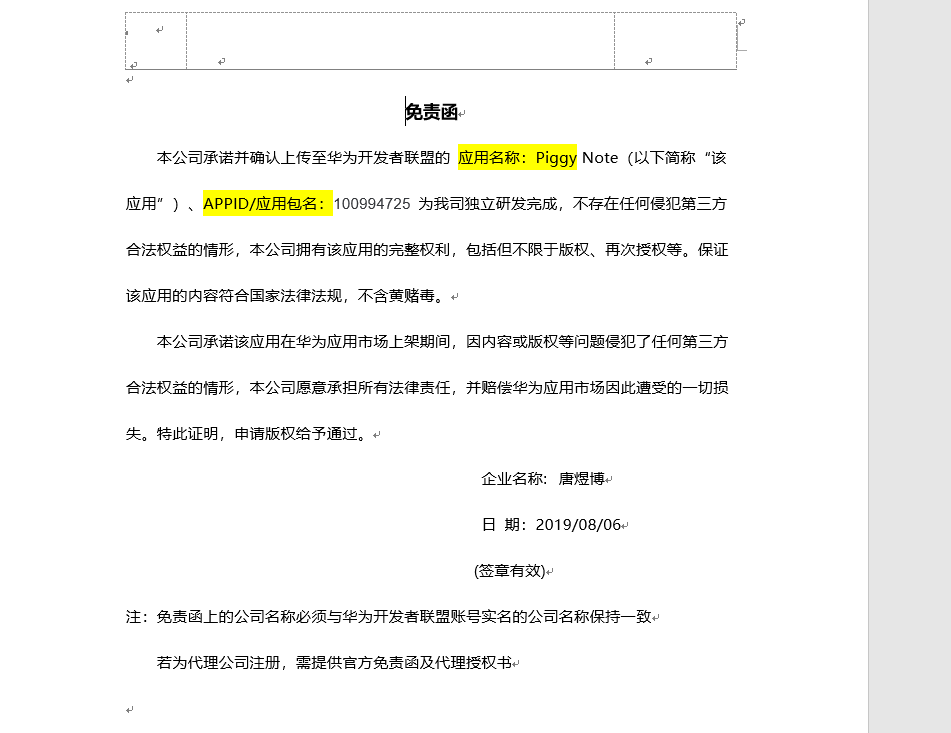 免责函
本公司承诺并确认上传至华为开发者联盟的 应用名称：Piggy Note（以下简称“该
应用”）、APPID/应用包名：100994725 为我司独立研发完成，不存在任何侵犯第三方
合法权益的情形，本公司拥有该应用的完整权利，包括但不限于版权、再次授权等。保证
该应用的内容符合国家法律法规，不含黄赌毒。
本公司承诺该应用在华为应用市场上架期间，因内容或版权等问题侵犯了任何第三方
合法权益的情形，本公司愿意承担所有法律责任，并赔偿华为应用市场因此遭受的一切损
失。特此证明，申请版权给予通过。
企业名称：唐煜博
日 期：2019/08/06
(签章有效)
注：免责函上的公司名称必须与华为开发者联盟账号实名的公司名称保持一致
若为代理公司注册，需提供官方免责函及代理授权书